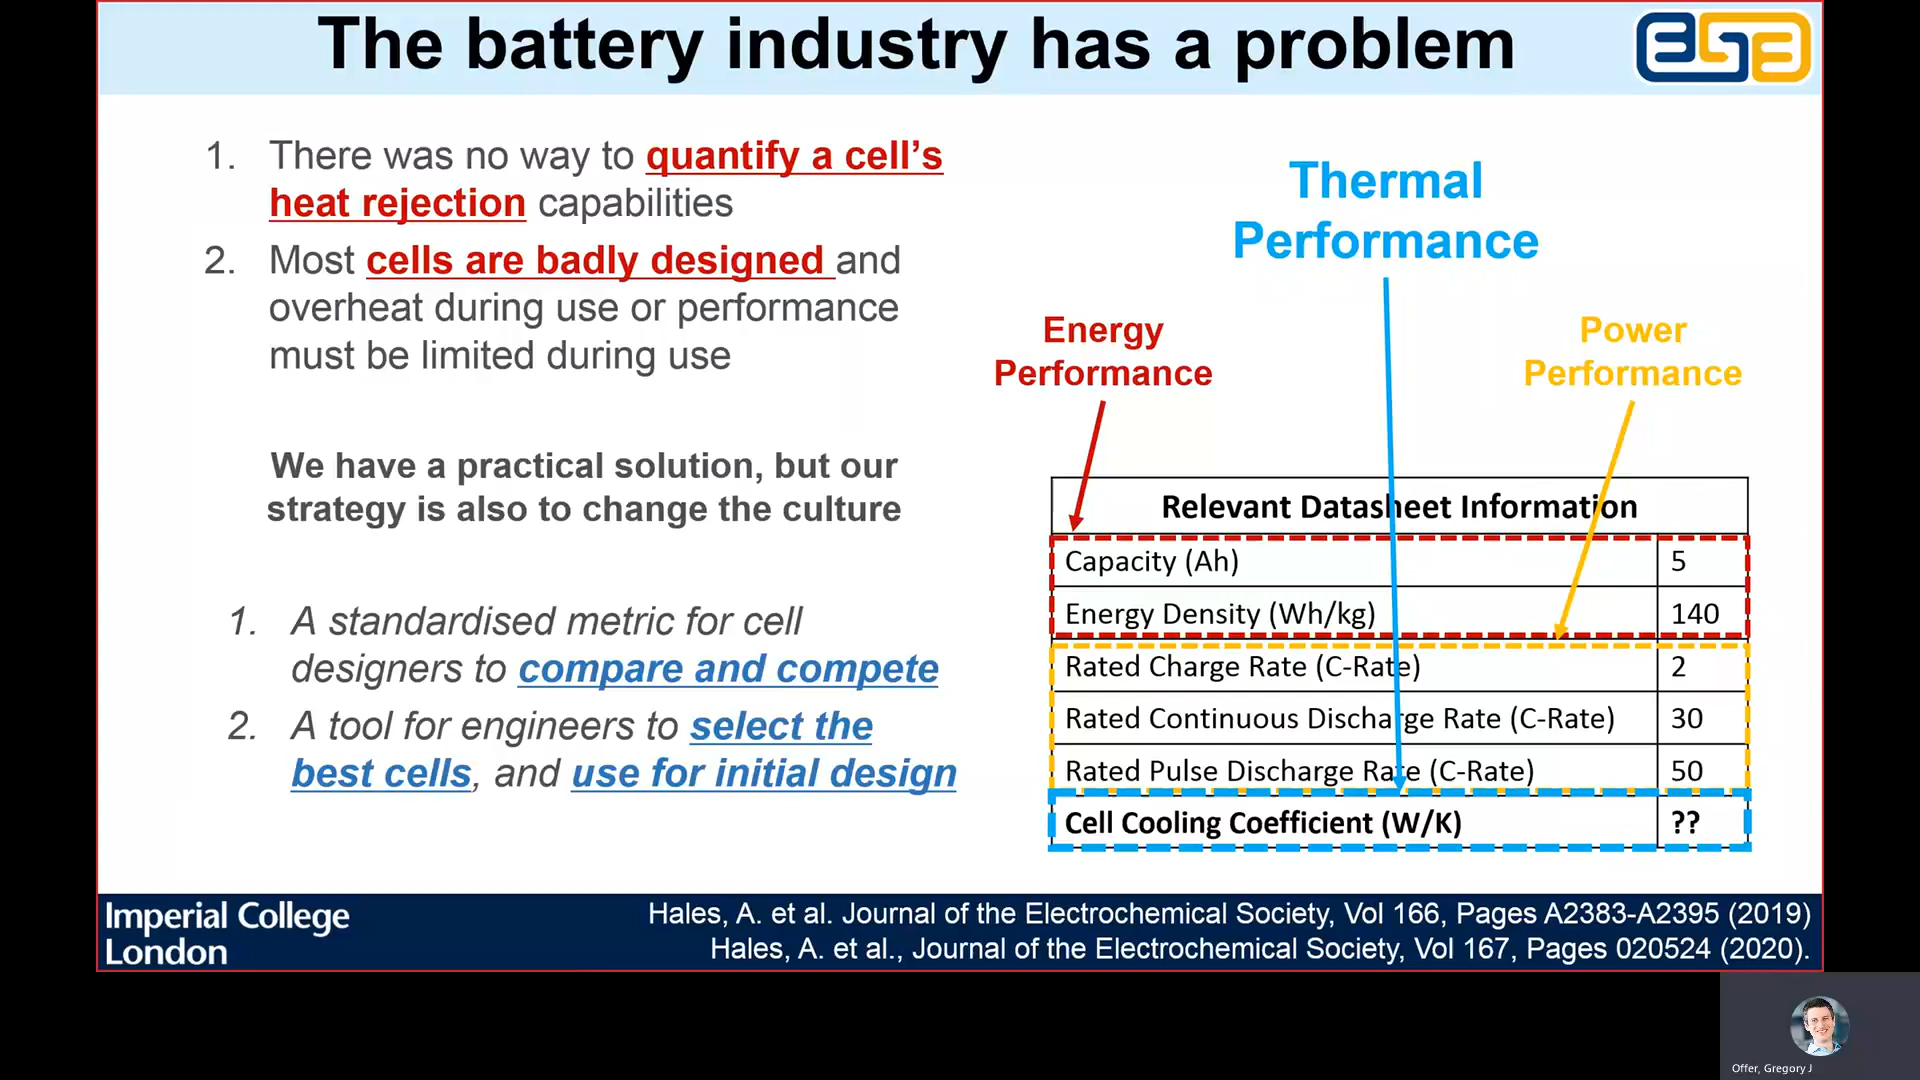 The battery industry has a problem
1. There was no way to quantify a cell's
heat rejection capabilities
2. Most cells are badly designed and
overheat during use or performance
must be limited during use
We have a practical solution, but our
strategy is also to change the culture
1. A standardised metric for cell
designers to compare and compete
2. A tool for engineers to select the
best cells, and use for initial design
Thermal
Performance
Energy
Performance
Power
Performance
Relevant Datasheet Information
Capacity (Ah) 5
Energy Density (Wh/kg) 140
Rated Charge Rate (C-Rate) 2
Rated Continuous Discharge Rate (C-Rate) 30
Rated Pulse Discharge Rate (C-Rate) 50
Cell Cooling Coefficient (W/K) ??
Imperial College
London
Hales, A. et al. Journal of the Electrochemical Society, Vol 166, Pages A2383-A2395 (2019)
Hales, A. et al., Journal of the Electrochemical Society, Vol 167, Pages 020524 (2020).
Offer, Gregory J